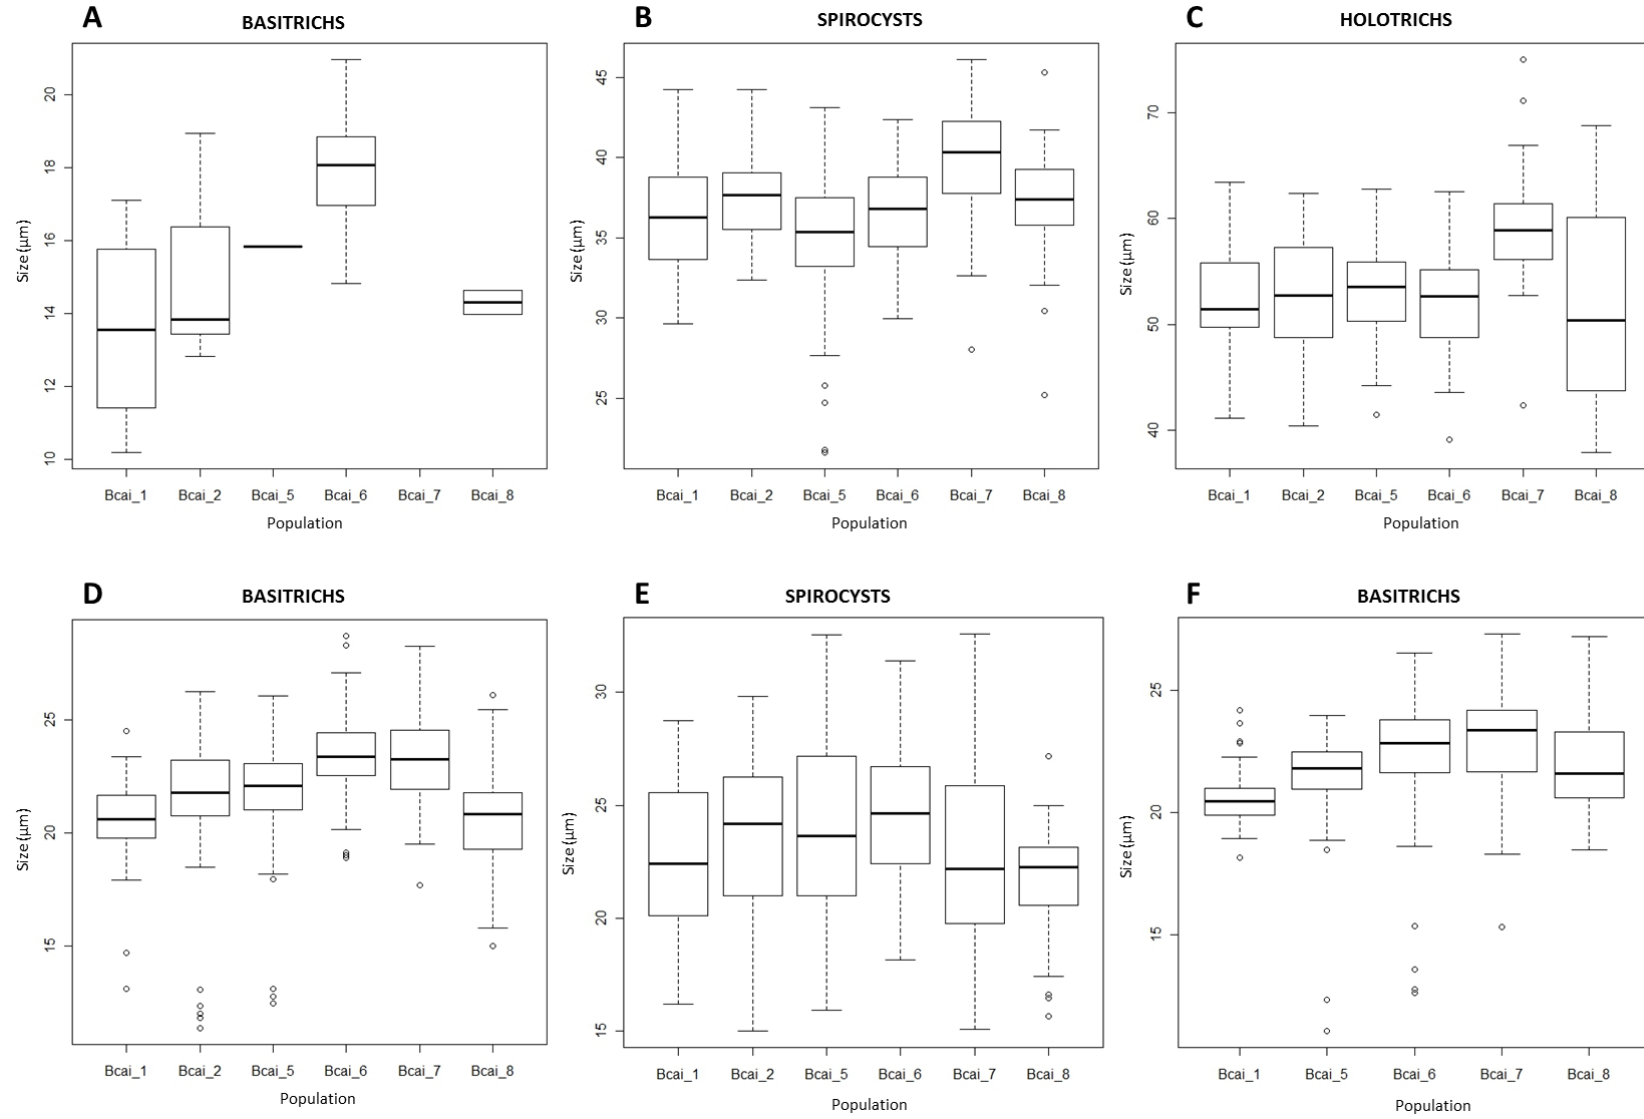 A
BASITRICHS
Size (µm)
20
18
16
14
12
10
Bcai_1 Bcai_2 Bcai_5 Bcai_6 Bcai_7 Bcai_8
Population
B
SPIROCYSTS
Size (µm)
45
40
35
30
25
Bcai_1 Bcai_2 Bcai_5 Bcai_6 Bcai_7 Bcai_8
Population
C
HOLOTRICHS
Size (µm)
70
60
50
40
Bcai_1 Bcai_2 Bcai_5 Bcai_6 Bcai_7 Bcai_8
Population
D
BASITRICHS
Size (µm)
25
20
15
Bcai_1 Bcai_2 Bcai_5 Bcai_6 Bcai_7 Bcai_8
Population
E
SPIROCYSTS
Size (µm)
30
25
20
15
Bcai_1 Bcai_2 Bcai_5 Bcai_6 Bcai_7 Bcai_8
Population
F
BASITRICHS
Size (µm)
25
20
15
Bcai_1 Bcai_5 Bcai_6 Bcai_7 Bcai_8
Population